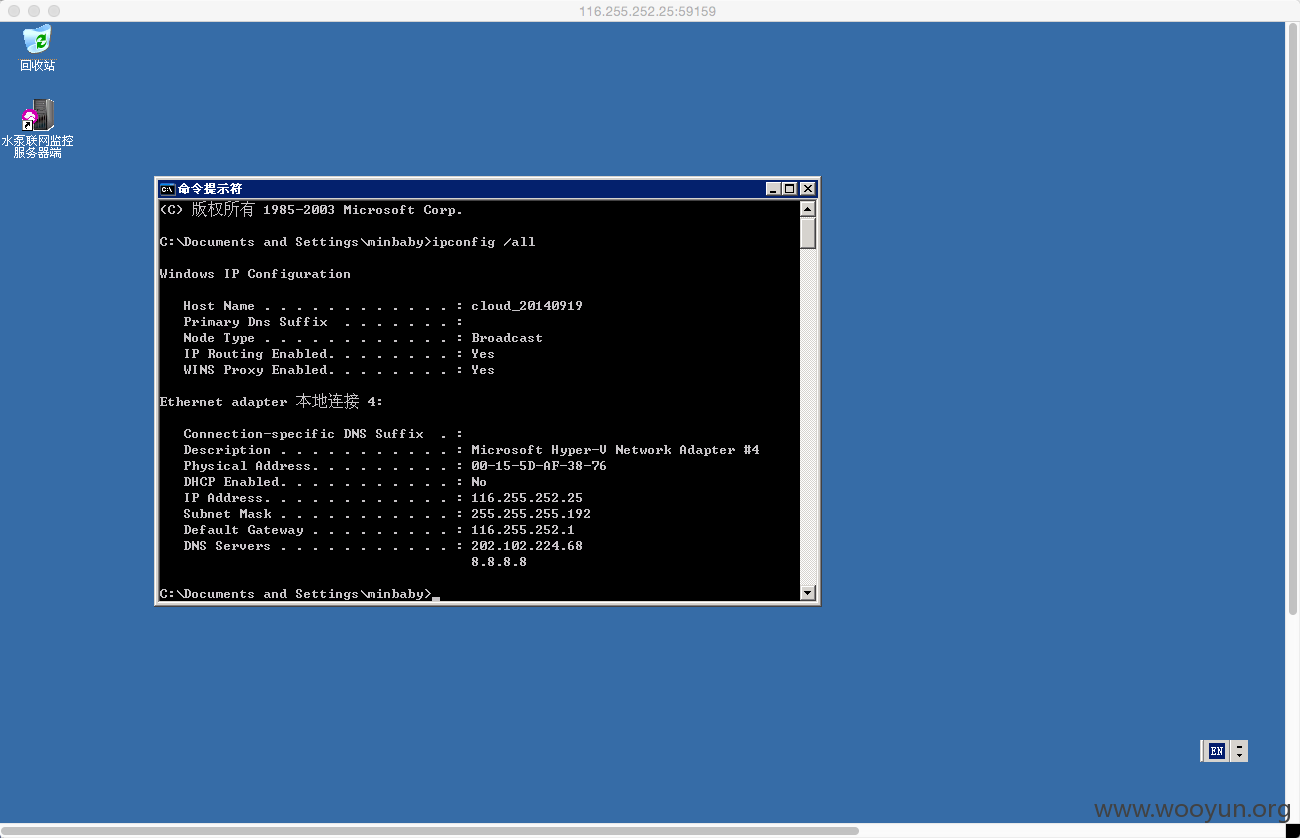 116.255.252.25:59159
回收站
水泵联网监控
服务器端
命令提示符
(C) 版权所有 1985-2003 Microsoft Corp.
C:\Documents and Settings\minbaby>ipconfig /all
Windows IP Configuration
Host Name . . . . . . . . . . . . : cloud_20140919
Primary Dns Suffix . . . . . . . :
Node Type . . . . . . . . . . . . : Broadcast
IP Routing Enabled. . . . . . . . : Yes
WINS Proxy Enabled. . . . . . . . : Yes
Ethernet adapter 本地连接 4:
Connection-specific DNS Suffix . :
Description . . . . . . . . . . . : Microsoft Hyper-V Network Adapter #4
Physical Address. . . . . . . . . : 00-15-5D-AF-38-76
DHCP Enabled. . . . . . . . . . . : No
IP Address. . . . . . . . . . . . : 116.255.252.25
Subnet Mask . . . . . . . . . . . : 255.255.255.192
Default Gateway . . . . . . . . . : 116.255.252.1
DNS Servers . . . . . . . . . . . : 202.102.224.68
8.8.8.8
C:\Documents and Settings\minbaby>_
EN
www.wooyun.org